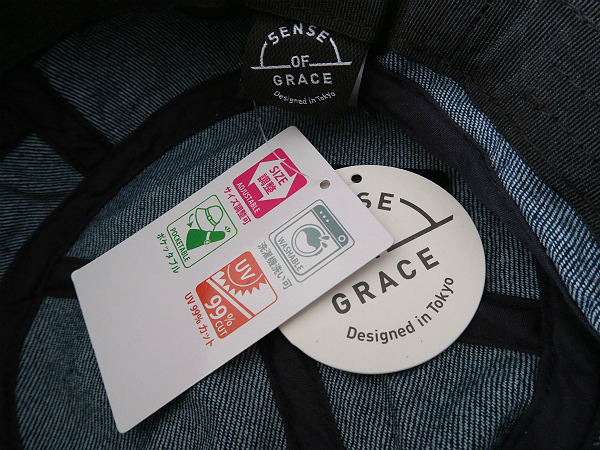 SENSE
OF
GRACE
Designed in Tokyo
SIZE
調整
ADJUSTABLE
サイズ調整可
WASHABLE
洗濯機洗い可
POCKETABLE
ポケッタブル
UV
99%
CUT
UV 99% カット
SENSE
OF
GRACE
Designed in Tokyo